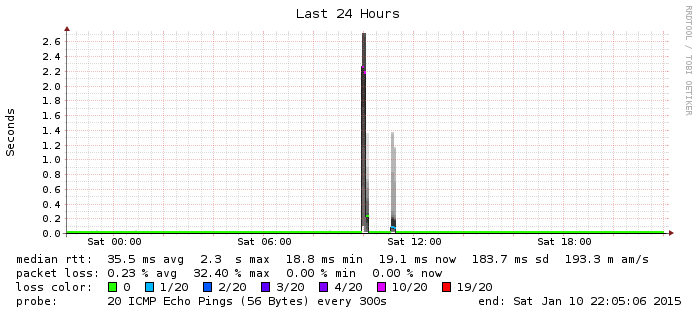 Last 24 Hours
RRDTOOL / TOBI OETIKER
Seconds
2.6
2.4
2.2
2.0
1.8
1.6
1.4
1.2
1.0
0.8
0.6
0.4
0.2
0.0
Sat 00:00 Sat 06:00 Sat 12:00 Sat 18:00
median rtt: 35.5 ms avg 2.3 s max 18.8 ms min 19.1 ms now 183.7 ms sd 193.3 m am/s
packet loss: 0.23 % avg 32.40 % max 0.00 % min 0.00 % now
loss color: 0 1/20 2/20 3/20 4/20 10/20 19/20
probe: 20 ICMP Echo Pings (56 Bytes) every 300s end: Sat Jan 10 22:05:06 2015